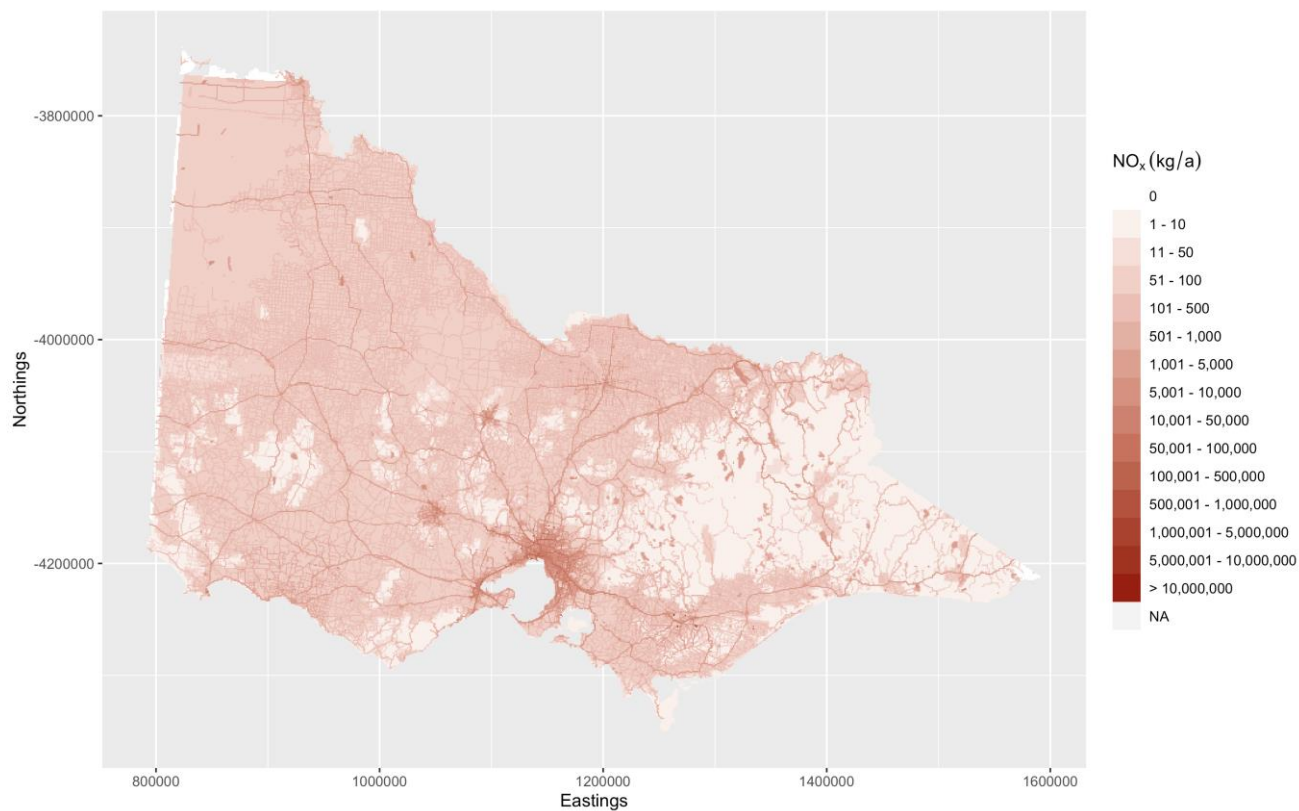 -3800000
-4000000
-4200000
Northings
800000
1000000
1200000
1400000
1600000
Eastings
NOₓ (kg/a)
0
1 - 10
11 - 50
51 - 100
101 - 500
501 - 1,000
1,001 - 5,000
5,001 - 10,000
10,001 - 50,000
50,001 - 100,000
100,001 - 500,000
500,001 - 1,000,000
1,000,001 - 5,000,000
5,000,001 - 10,000,000
> 10,000,000
NA